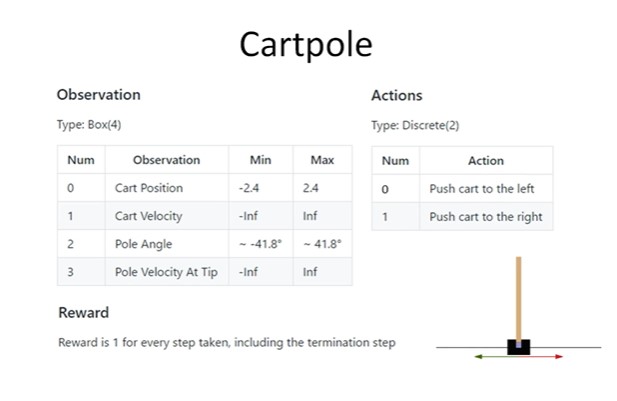 Cartpole
Observation
Type: Box(4)
Num Observation Min Max
0 Cart Position -2.4 2.4
1 Cart Velocity -Inf Inf
2 Pole Angle ~ -41.8° ~ 41.8°
3 Pole Velocity At Tip -Inf Inf
Reward
Reward is 1 for every step taken, including the termination step
Actions
Type: Discrete(2)
Num Action
0 Push cart to the left
1 Push cart to the right